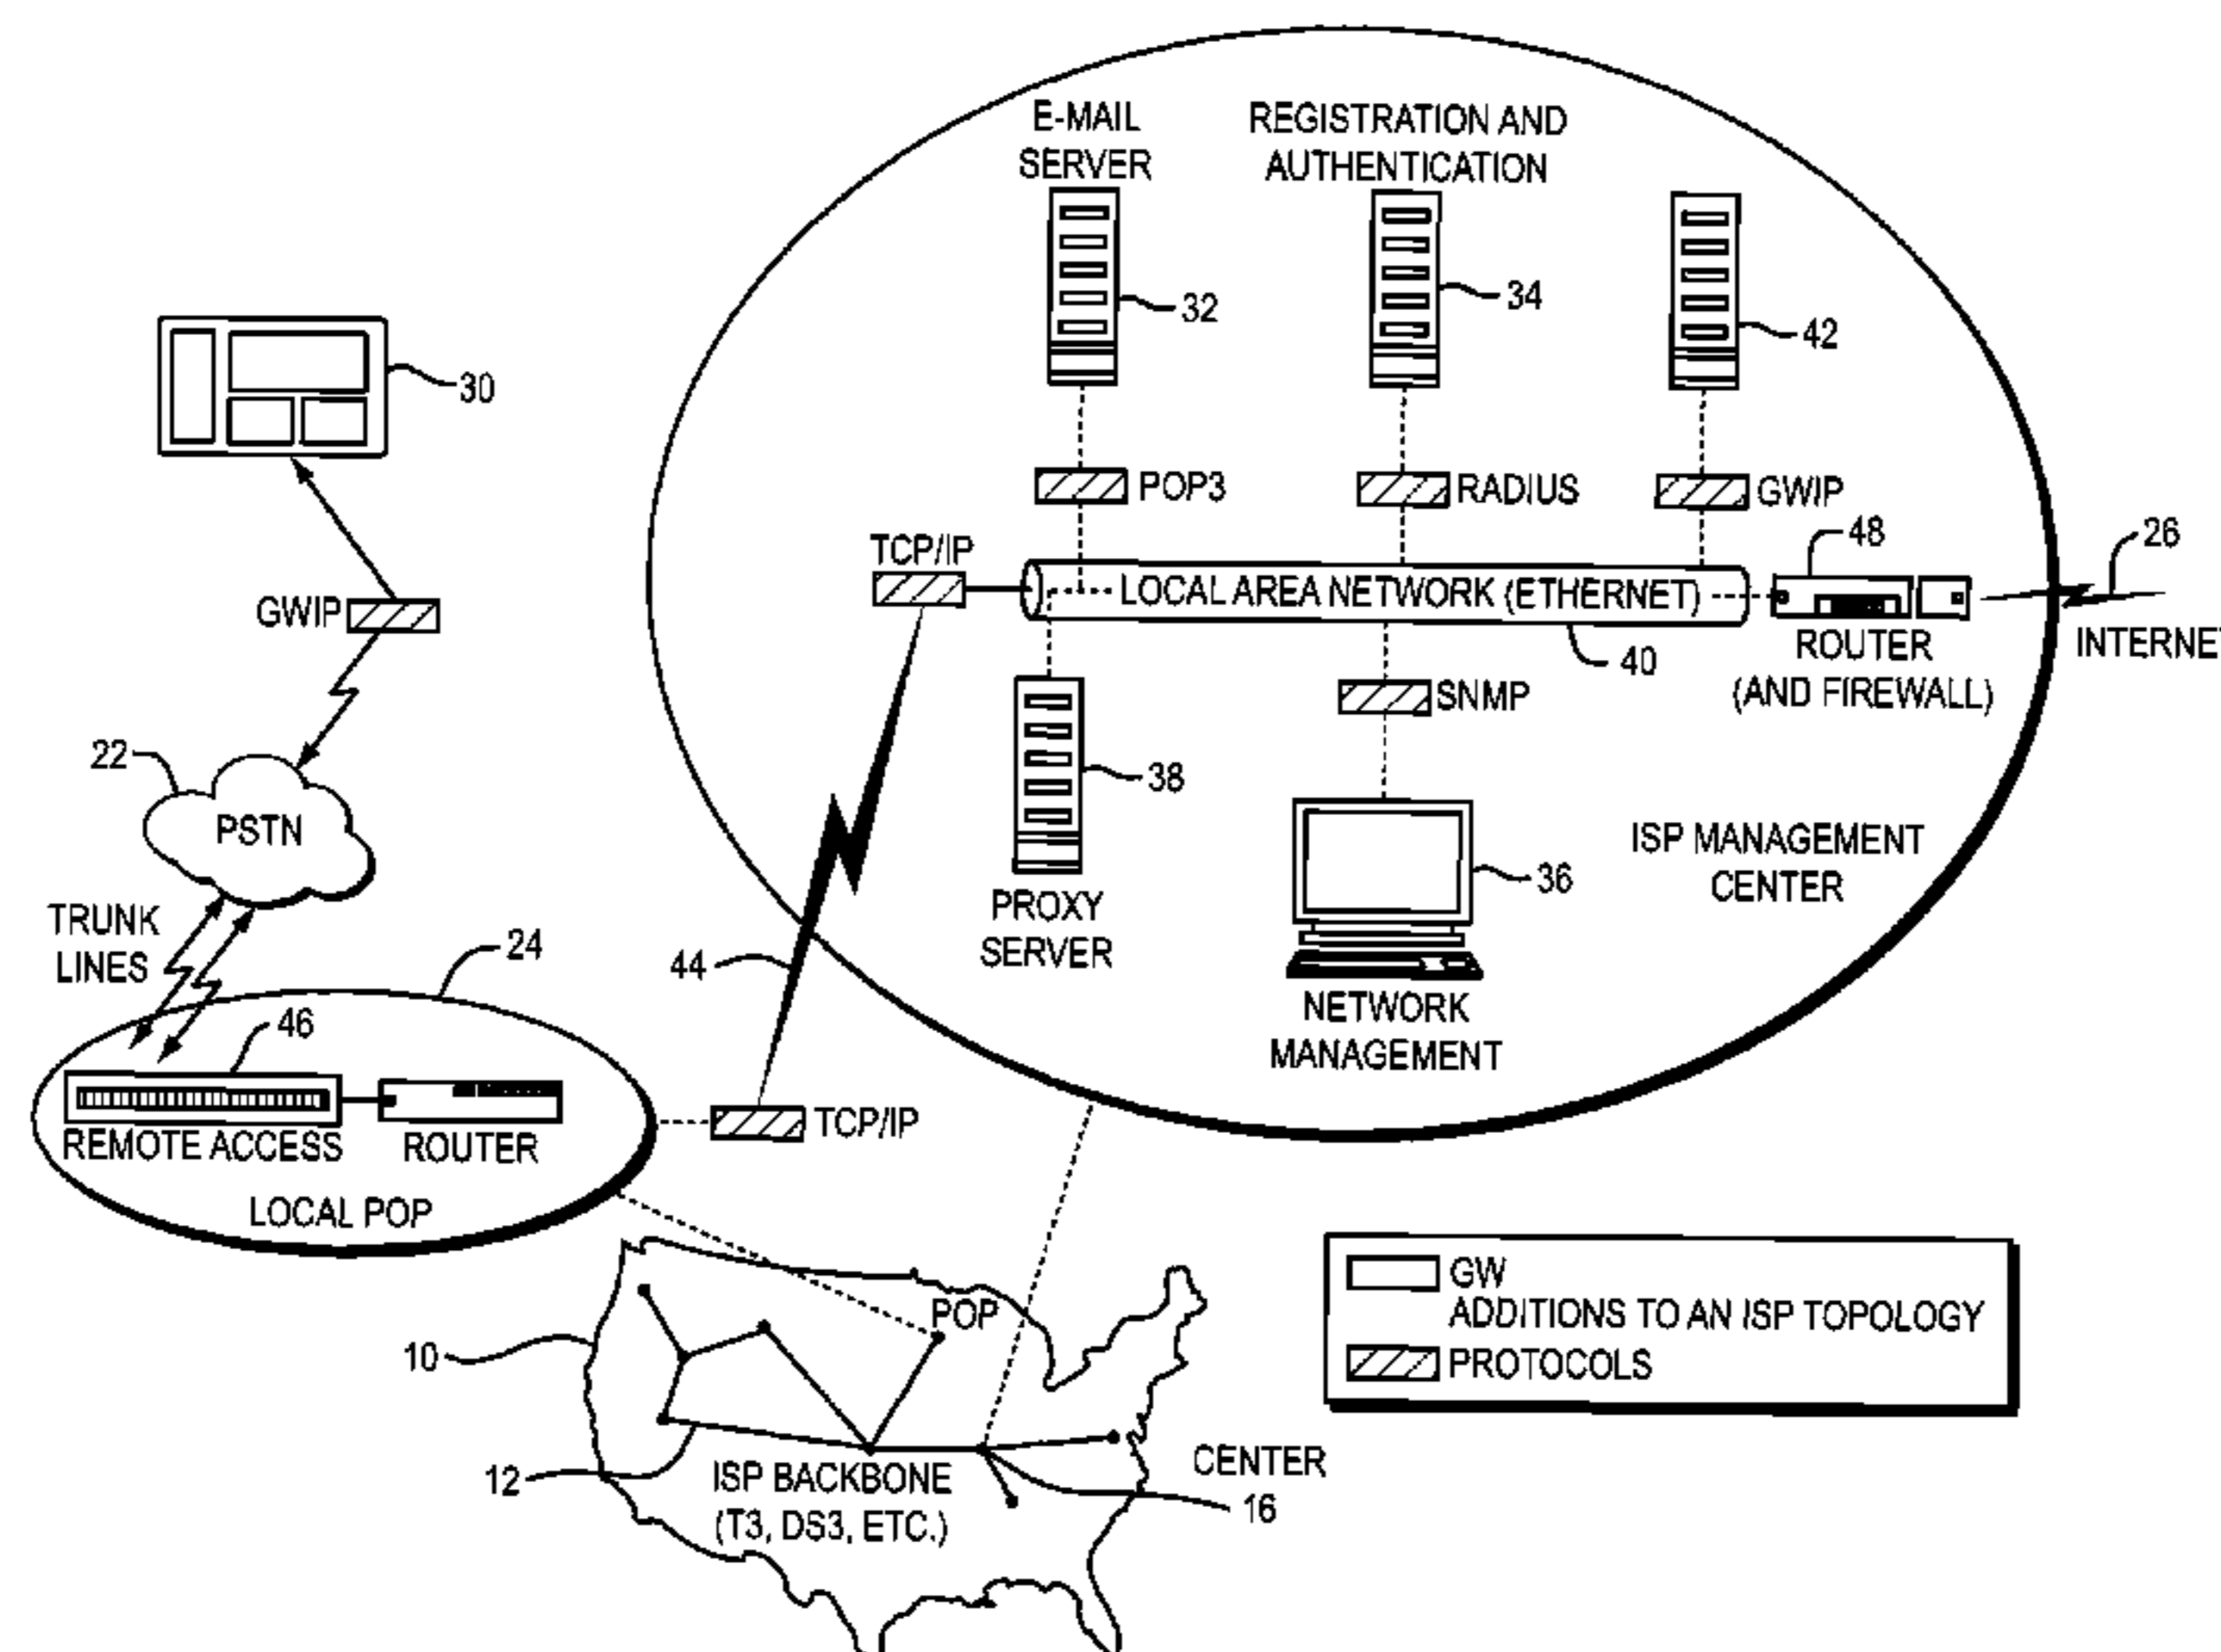 E-MAIL
SERVER
REGISTRATION AND
AUTHENTICATION
32
34
42
30
POP3
RADIUS
GWIP
48
26
TCP/IP
LOCAL AREA NETWORK (ETHERNET)
GWIP
40
ROUTER
(AND FIREWALL)
INTERNE
SNMP
22
PSTN
38
36
ISP MANAGEMENT
CENTER
TRUNK
LINES
PROXY
SERVER
24
44
46
NETWORK
MANAGEMENT
REMOTE ACCESS
ROUTER
TCP/IP
LOCAL POP
GW
ADDITIONS TO AN ISP TOPOLOGY
PROTOCOLS
POP
10
12
ISP BACKBONE
(T3, DS3, ETC.)
CENTER
16